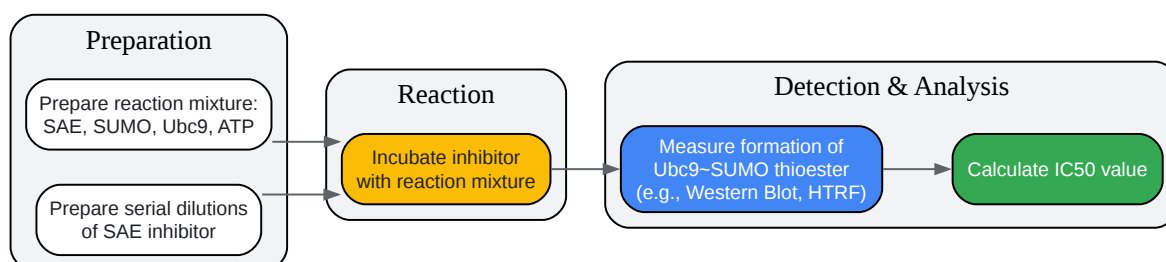 Preparation
Prepare reaction mixture:
SAE, SUMO, Ubc9, ATP
Prepare serial dilutions
of SAE inhibitor
Reaction
Incubate inhibitor
with reaction mixture
Detection & Analysis
Measure formation of
Ubc9~SUMO thioester
(e.g., Western Blot, HTRF)
Calculate IC50 value